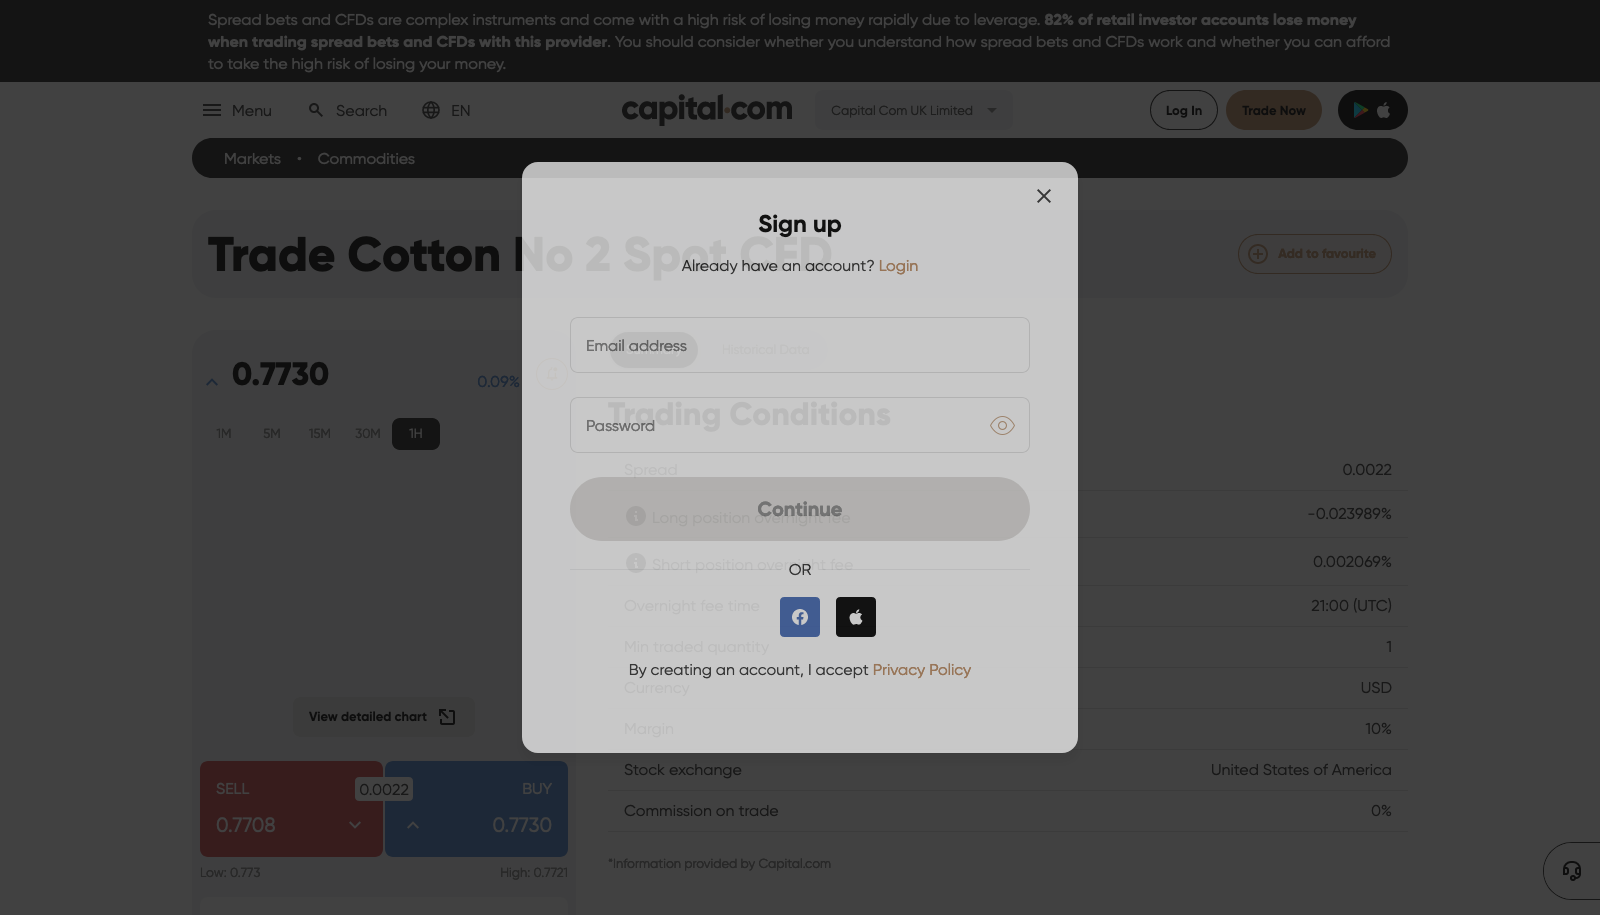 Spread bets and CFDs are complex instruments and come with a high risk of losing money rapidly due to leverage. 82% of retail investor accounts lose money
when trading spread bets and CFDs with this provider. You should consider whether you understand how spread bets and CFDs work and whether you can afford
to take the high risk of losing your money.
Menu
Search
EN
capital.com
Capital Com UK Limited
Log In
Trade Now
Markets • Commodities
Trade Cotton No 2 Spot CFD
Add to favourite
Sign up
Already have an account? Login
Email address
Password
Continue
OR
By creating an account, I accept Privacy Policy
0.7730
0.09%
1M
5M
15M
30M
1H
View detailed chart
SELL
0.7708
0.0022
BUY
0.7730
Low: 0.773
High: 0.7721
Historical Data
Trading Conditions
Spread 0.0022
Long position overnight fee -0.023989%
Short position overnight fee 0.002069%
Overnight fee time 21:00 (UTC)
Min traded quantity 1
Currency USD
Margin 10%
Stock exchange United States of America
Commission on trade 0%
*Information provided by Capital.com